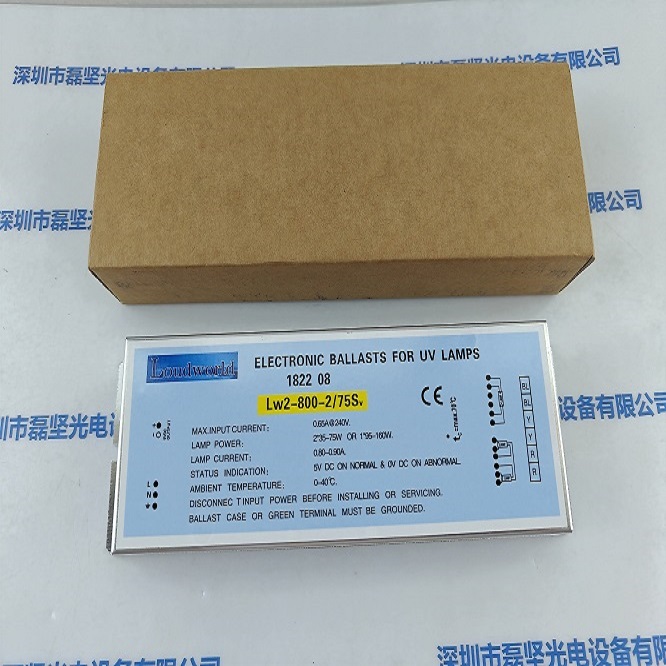 深圳市磊坚光电设备有限公司
深圳市磊坚光电设备有限公司
Loudworld
ELECTRONIC BALLASTS FOR UV LAMPS
1822 08
Lw2-800-2/75S
CE
tc=max.70℃
MAX.INPUT CURRENT: 0.65A@240V.
LAMP POWER: 2*35-75W OR 1*95-160W.
LAMP CURRENT: 0.80-0.90A.
STATUS INDICATION: 5V DC ON NORMAL & 0V DC ON ABNORMAL.
AMBIENT TEMPERATURE: 0-40℃.
DISCONNEC T INPUT POWER BEFORE INSTALLING OR SERVICING.
BALLAST CASE OR GREEN TERMINAL MUST BE GROUNDED.
L
N
Y
Y
R
R
深圳市磊坚光电设备有限公司
深圳市磊坚光电设备有限公司